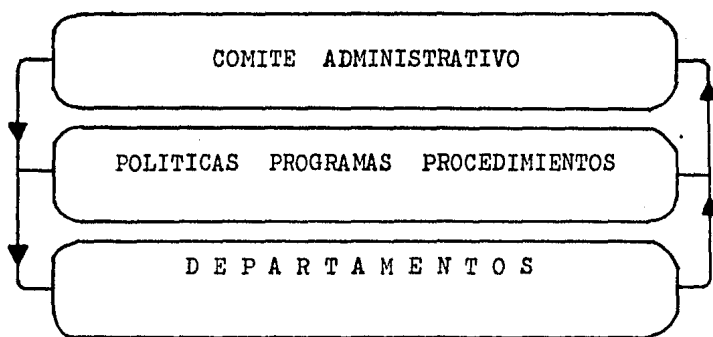 COMITE ADMINISTRATIVO
POLITICAS PROGRAMAS PROCEDIMIENTOS
D E P A R T A M E N T O S